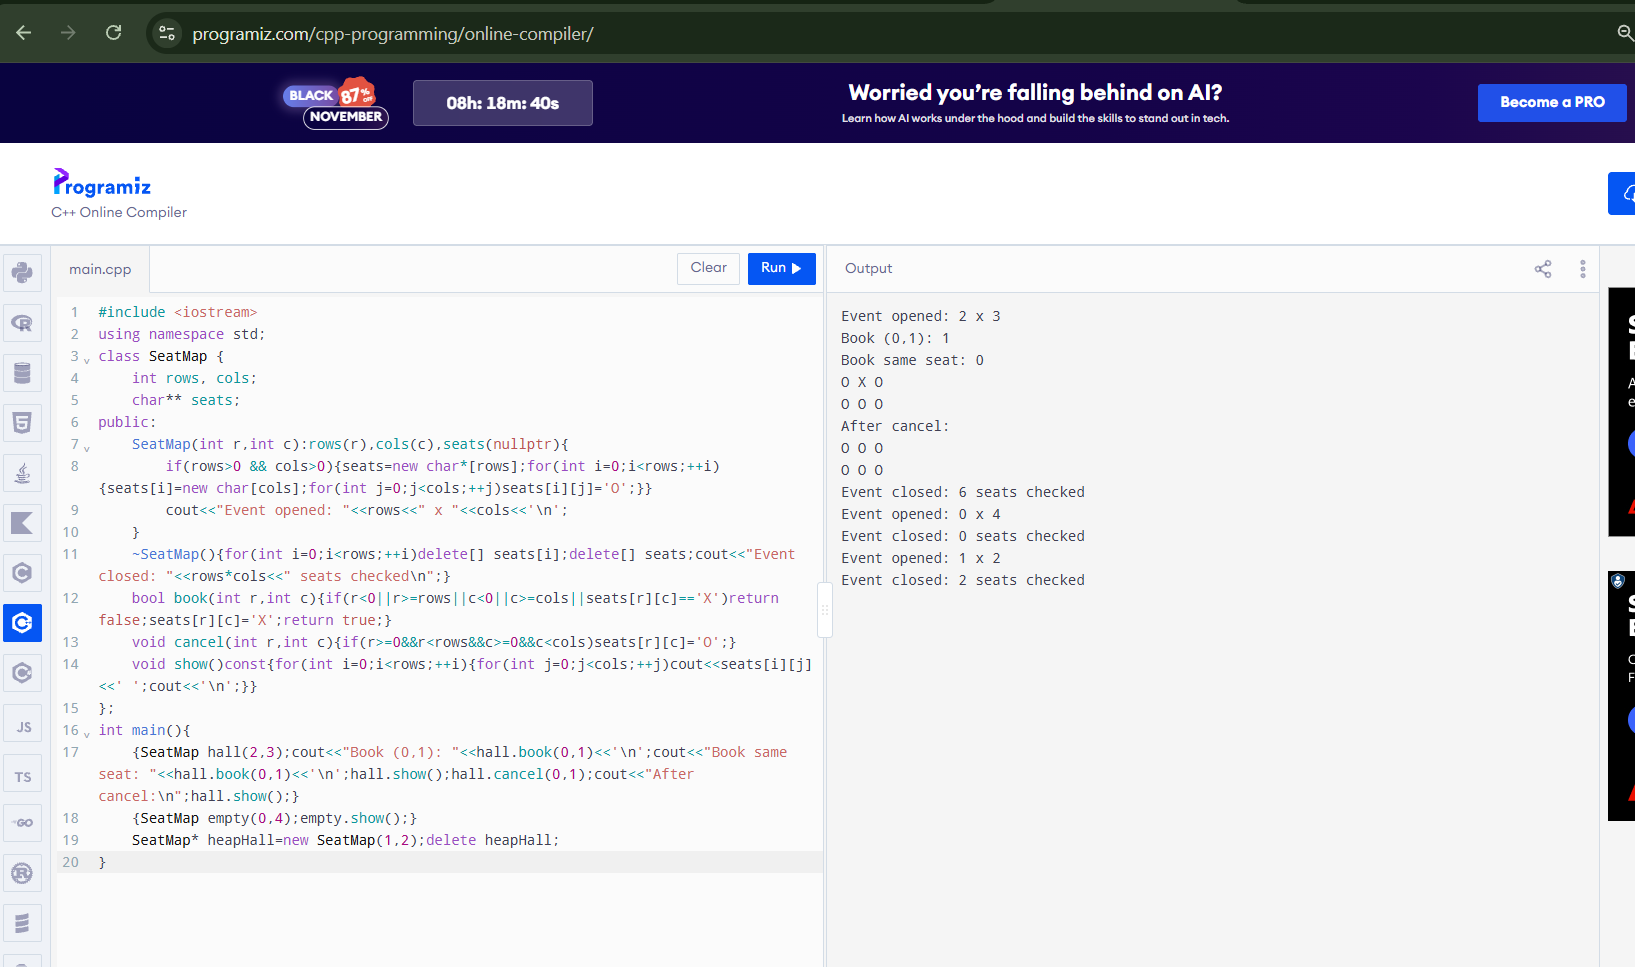 programiz.com/cpp-programming/online-compiler/
BLACK 87% OFF
NOVEMBER
08h: 18m: 40s
Worried you’re falling behind on AI?
Learn how AI works under the hood and build the skills to stand out in tech.
Become a PRO
Programiz
C++ Online Compiler
main.cpp
Clear
Run
Output
1 #include <iostream>
2 using namespace std;
3 class SeatMap {
4     int rows, cols;
5     char** seats;
6 public:
7     SeatMap(int r,int c):rows(r),cols(c),seats(nullptr){
8         if(rows>0 && cols>0){seats=new char*[rows];for(int i=0;i<rows;++i)
{seats[i]=new char[cols];for(int j=0;j<cols;++j)seats[i][j]='O';}}
9         cout<<"Event opened: "<<rows<<" x "<<cols<<'\n';
10     }
11     ~SeatMap(){for(int i=0;i<rows;++i)delete[] seats[i];delete[] seats;cout<<"Event
closed: "<<rows*cols<<" seats checked\n";}
12     bool book(int r,int c){if(r<0||r>=rows||c<0||c>=cols||seats[r][c]=='X')return
false;seats[r][c]='X';return true;}
13     void cancel(int r,int c){if(r>=0&&r<rows&&c>=0&&c<cols)seats[r][c]='O';}
14     void show()const{for(int i=0;i<rows;++i){for(int j=0;j<cols;++j)cout<<seats[i][j]
<<' ';cout<<'\n';}}
15 };
16 int main(){
17     {SeatMap hall(2,3);cout<<"Book (0,1): "<<hall.book(0,1)<<'\n';cout<<"Book same
seat: "<<hall.book(0,1)<<'\n';hall.show();hall.cancel(0,1);cout<<"After
cancel:\n";hall.show();}
18     {SeatMap empty(0,4);empty.show();}
19     SeatMap* heapHall=new SeatMap(1,2);delete heapHall;
20 }
Event opened: 2 x 3
Book (0,1): 1
Book same seat: 0
O X O
O O O
After cancel:
O O O
O O O
Event closed: 6 seats checked
Event opened: 0 x 4
Event closed: 0 seats checked
Event opened: 1 x 2
Event closed: 2 seats checked
JS
TS
GO